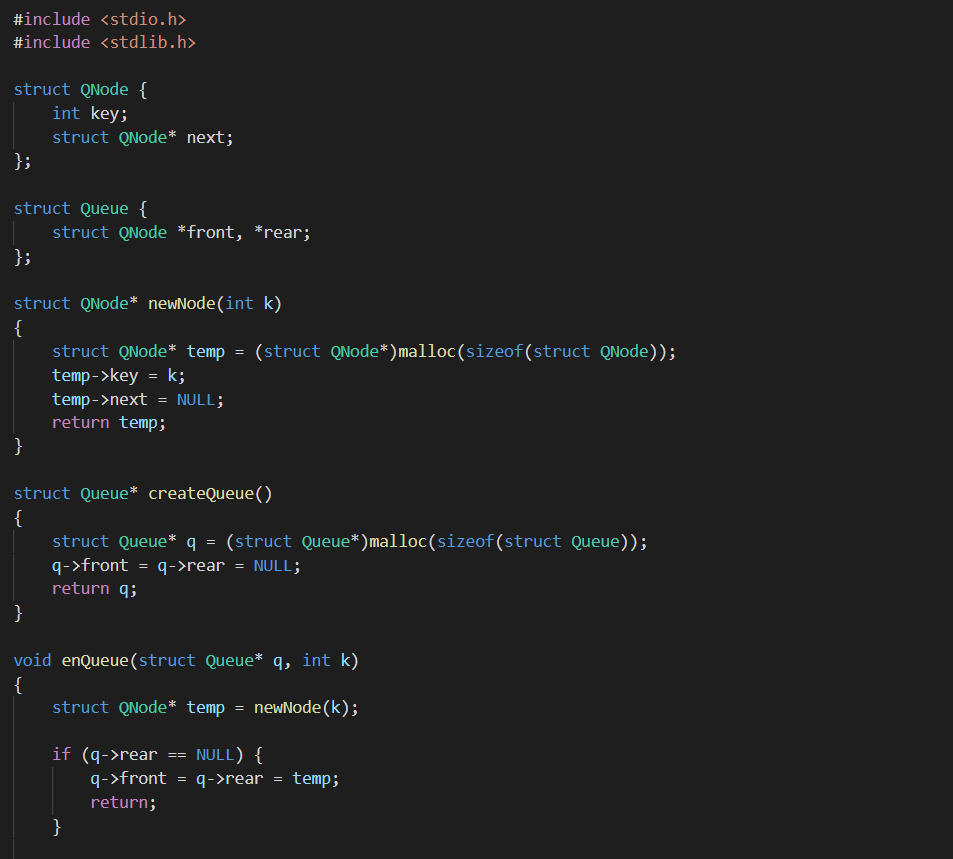 #include <stdio.h>
#include <stdlib.h>

struct QNode {
    int key;
    struct QNode* next;
};

struct Queue {
    struct QNode *front, *rear;
};

struct QNode* newNode(int k)
{
    struct QNode* temp = (struct QNode*)malloc(sizeof(struct QNode));
    temp->key = k;
    temp->next = NULL;
    return temp;
}

struct Queue* createQueue()
{
    struct Queue* q = (struct Queue*)malloc(sizeof(struct Queue));
    q->front = q->rear = NULL;
    return q;
}

void enQueue(struct Queue* q, int k)
{
    struct QNode* temp = newNode(k);

    if (q->rear == NULL) {
        q->front = q->rear = temp;
        return;
    }